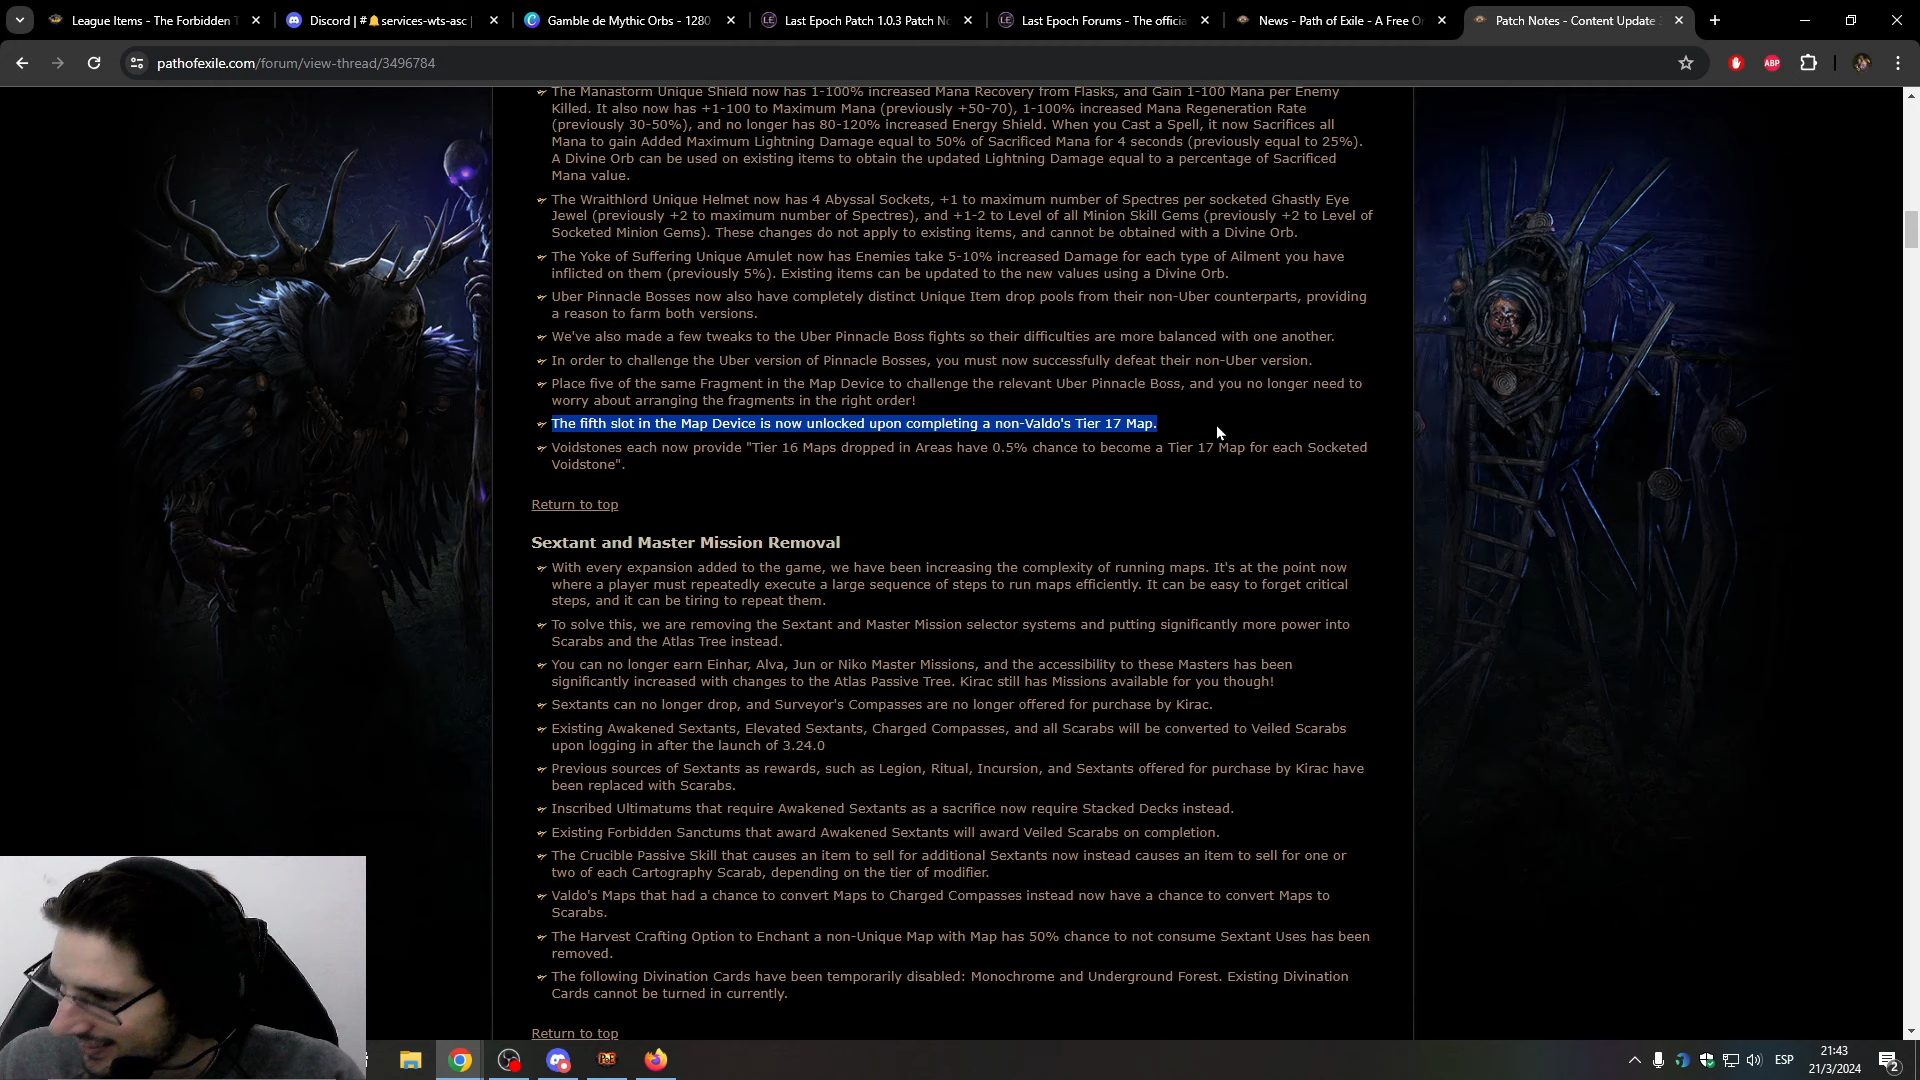 League Items - The Forbidden T
Discord | #🔔services-wts-asc |
Gamble de Mythic Orbs - 1280
Last Epoch Patch 1.0.3 Patch No
Last Epoch Forums - The officia
News - Path of Exile - A Free On
Patch Notes - Content Update 3
pathofexile.com/forum/view-thread/3496784
ABP
The Manastorm Unique Shield now has 1-100% increased Mana Recovery from Flasks, and Gain 1-100 Mana per Enemy
Killed. It also now has +1-100 to Maximum Mana (previously +50-70), 1-100% increased Mana Regeneration Rate
(previously 30-50%), and no longer has 80-120% increased Energy Shield. When you Cast a Spell, it now Sacrifices all
Mana to gain Added Maximum Lightning Damage equal to 50% of Sacrificed Mana for 4 seconds (previously equal to 25%).
A Divine Orb can be used on existing items to obtain the updated Lightning Damage equal to a percentage of Sacrificed
Mana value.
The Wraithlord Unique Helmet now has 4 Abyssal Sockets, +1 to maximum number of Spectres per socketed Ghastly Eye
Jewel (previously +2 to maximum number of Spectres), and +1-2 to Level of all Minion Skill Gems (previously +2 to Level of
Socketed Minion Gems). These changes do not apply to existing items, and cannot be obtained with a Divine Orb.
The Yoke of Suffering Unique Amulet now has Enemies take 5-10% increased Damage for each type of Ailment you have
inflicted on them (previously 5%). Existing items can be updated to the new values using a Divine Orb.
Uber Pinnacle Bosses now also have completely distinct Unique Item drop pools from their non-Uber counterparts, providing
a reason to farm both versions.
We've also made a few tweaks to the Uber Pinnacle Boss fights so their difficulties are more balanced with one another.
In order to challenge the Uber version of Pinnacle Bosses, you must now successfully defeat their non-Uber version.
Place five of the same Fragment in the Map Device to challenge the relevant Uber Pinnacle Boss, and you no longer need to
worry about arranging the fragments in the right order!
The fifth slot in the Map Device is now unlocked upon completing a non-Valdo's Tier 17 Map.
Voidstones each now provide "Tier 16 Maps dropped in Areas have 0.5% chance to become a Tier 17 Map for each Socketed
Voidstone".
Return to top
Sextant and Master Mission Removal
With every expansion added to the game, we have been increasing the complexity of running maps. It's at the point now
where a player must repeatedly execute a large sequence of steps to run maps efficiently. It can be easy to forget critical
steps, and it can be tiring to repeat them.
To solve this, we are removing the Sextant and Master Mission selector systems and putting significantly more power into
Scarabs and the Atlas Tree instead.
You can no longer earn Einhar, Alva, Jun or Niko Master Missions, and the accessibility to these Masters has been
significantly increased with changes to the Atlas Passive Tree. Kirac still has Missions available for you though!
Sextants can no longer drop, and Surveyor's Compasses are no longer offered for purchase by Kirac.
Existing Awakened Sextants, Elevated Sextants, Charged Compasses, and all Scarabs will be converted to Veiled Scarabs
upon logging in after the launch of 3.24.0
Previous sources of Sextants as rewards, such as Legion, Ritual, Incursion, and Sextants offered for purchase by Kirac have
been replaced with Scarabs.
Inscribed Ultimatums that require Awakened Sextants as a sacrifice now require Stacked Decks instead.
Existing Forbidden Sanctums that award Awakened Sextants will award Veiled Scarabs on completion.
The Crucible Passive Skill that causes an item to sell for additional Sextants now instead causes an item to sell for one or
two of each Cartography Scarab, depending on the tier of modifier.
Valdo's Maps that had a chance to convert Maps to Charged Compasses instead now have a chance to convert Maps to
Scarabs.
The Harvest Crafting Option to Enchant a non-Unique Map with Map has 50% chance to not consume Sextant Uses has been
removed.
The following Divination Cards have been temporarily disabled: Monochrome and Underground Forest. Existing Divination
Cards cannot be turned in currently.
Return to top
PoE
ESP
21:43
21/3/2024
2